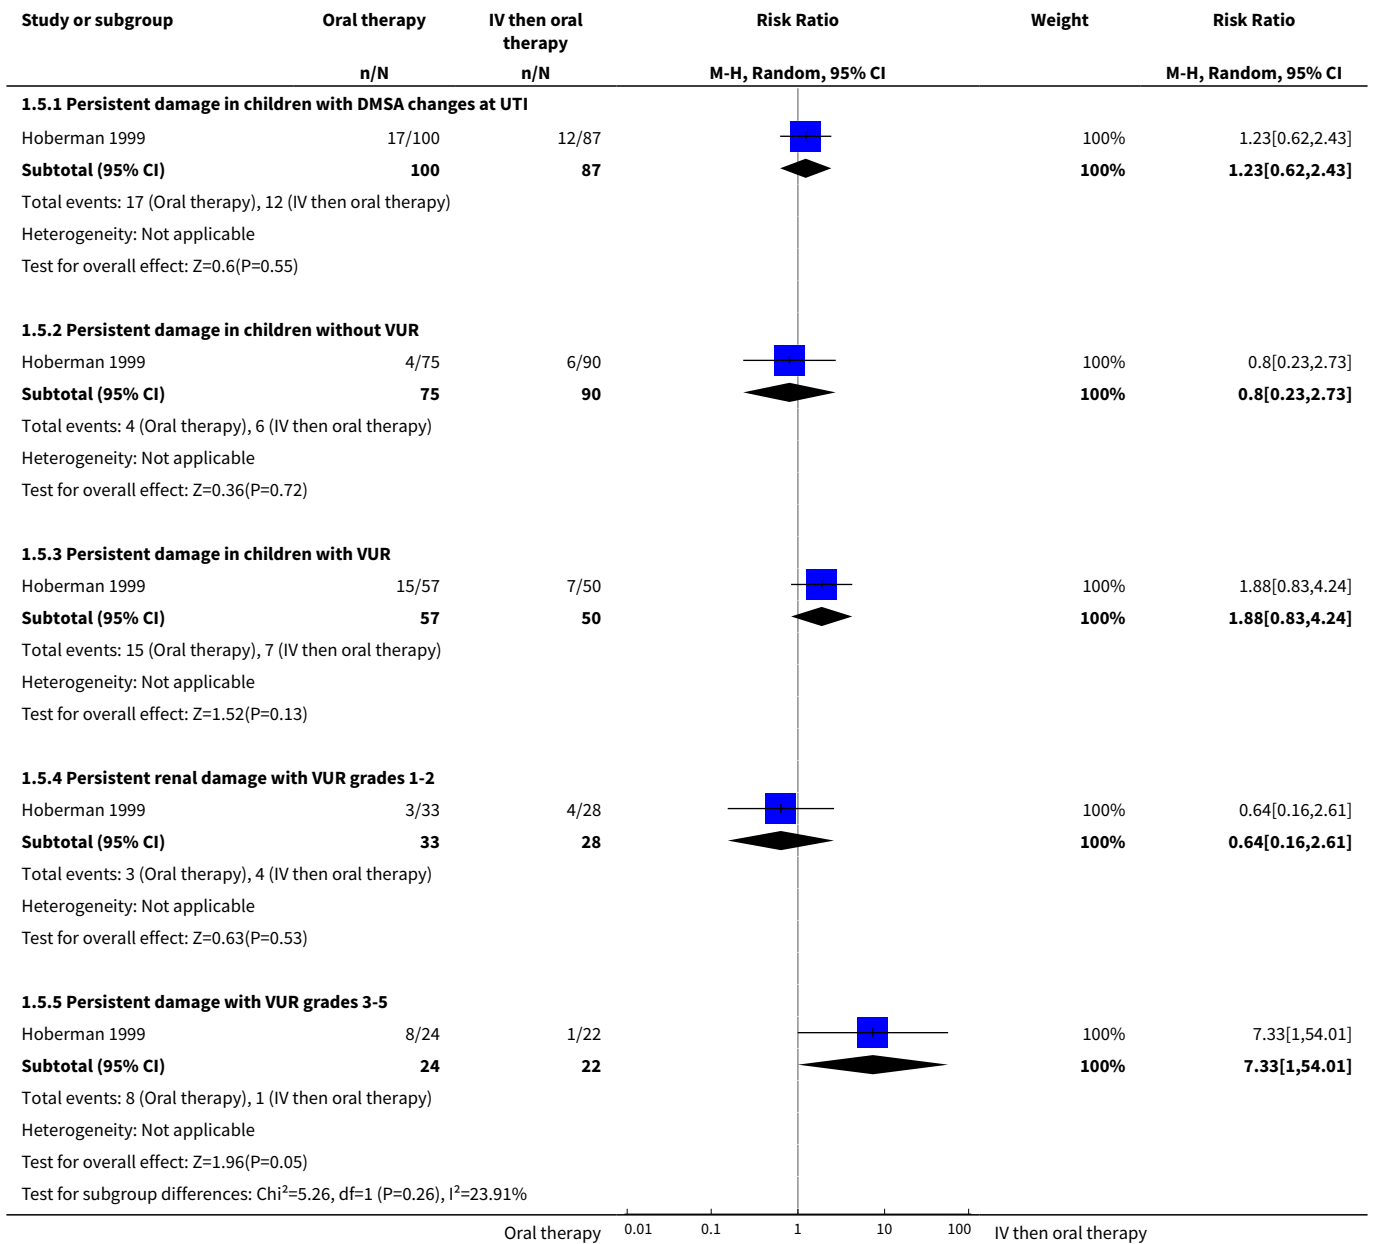 Study or subgroup Oral therapy IV then oral therapy Risk Ratio Weight Risk Ratio
n/N n/N M-H, Random, 95% CI M-H, Random, 95% CI
1.5.1 Persistent damage in children with DMSA changes at UTI
Hoberman 1999 17/100 12/87 100% 1.23[0.62,2.43]
Subtotal (95% CI) 100 87 100% 1.23[0.62,2.43]
Total events: 17 (Oral therapy), 12 (IV then oral therapy)
Heterogeneity: Not applicable
Test for overall effect: Z=0.6(P=0.55)
1.5.2 Persistent damage in children without VUR
Hoberman 1999 4/75 6/90 100% 0.8[0.23,2.73]
Subtotal (95% CI) 75 90 100% 0.8[0.23,2.73]
Total events: 4 (Oral therapy), 6 (IV then oral therapy)
Heterogeneity: Not applicable
Test for overall effect: Z=0.36(P=0.72)
1.5.3 Persistent damage in children with VUR
Hoberman 1999 15/57 7/50 100% 1.88[0.83,4.24]
Subtotal (95% CI) 57 50 100% 1.88[0.83,4.24]
Total events: 15 (Oral therapy), 7 (IV then oral therapy)
Heterogeneity: Not applicable
Test for overall effect: Z=1.52(P=0.13)
1.5.4 Persistent renal damage with VUR grades 1-2
Hoberman 1999 3/33 4/28 100% 0.64[0.16,2.61]
Subtotal (95% CI) 33 28 100% 0.64[0.16,2.61]
Total events: 3 (Oral therapy), 4 (IV then oral therapy)
Heterogeneity: Not applicable
Test for overall effect: Z=0.63(P=0.53)
1.5.5 Persistent damage with VUR grades 3-5
Hoberman 1999 8/24 1/22 100% 7.33[1,54.01]
Subtotal (95% CI) 24 22 100% 7.33[1,54.01]
Total events: 8 (Oral therapy), 1 (IV then oral therapy)
Heterogeneity: Not applicable
Test for overall effect: Z=1.96(P=0.05)
Test for subgroup differences: Chi²=5.26, df=1 (P=0.26), I²=23.91%
Oral therapy 0.01 0.1 1 10 100 IV then oral therapy